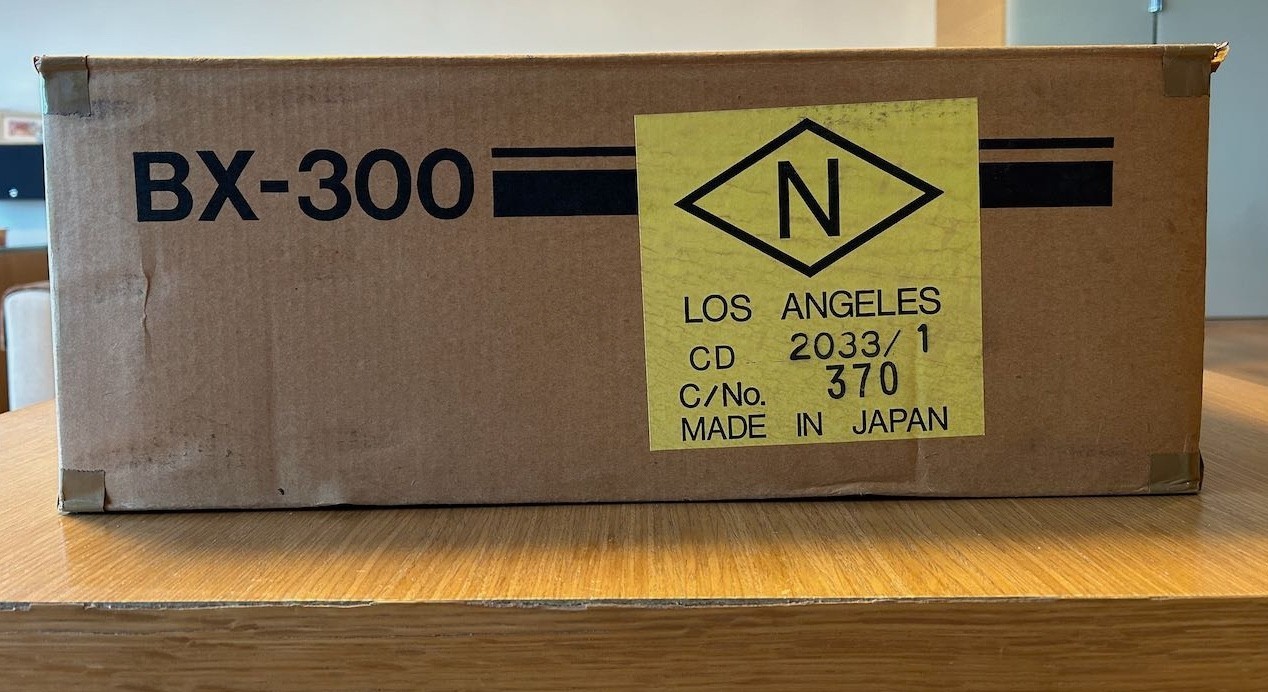 BX-300
N
LOS ANGELES
CD 2033/1
C/No. 370
MADE IN JAPAN